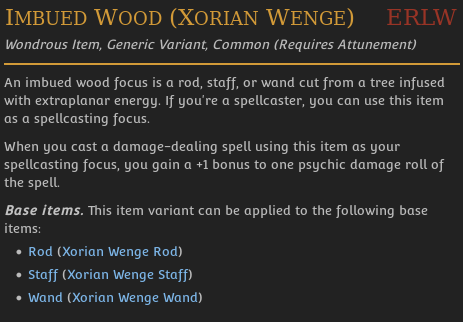 Imbued Wood (Xorian Wenge) ERLW
Wondrous Item, Generic Variant, Common (Requires Attunement)
An imbued wood focus is a rod, staff, or wand cut from a tree infused
with extraplanar energy. If you're a spellcaster, you can use this item
as a spellcasting focus.
When you cast a damage-dealing spell using this item as your
spellcasting focus, you gain a +1 bonus to one psychic damage roll of
the spell.
Base items. This item variant can be applied to the following base
items:
• Rod (Xorian Wenge Rod)
• Staff (Xorian Wenge Staff)
• Wand (Xorian Wenge Wand)